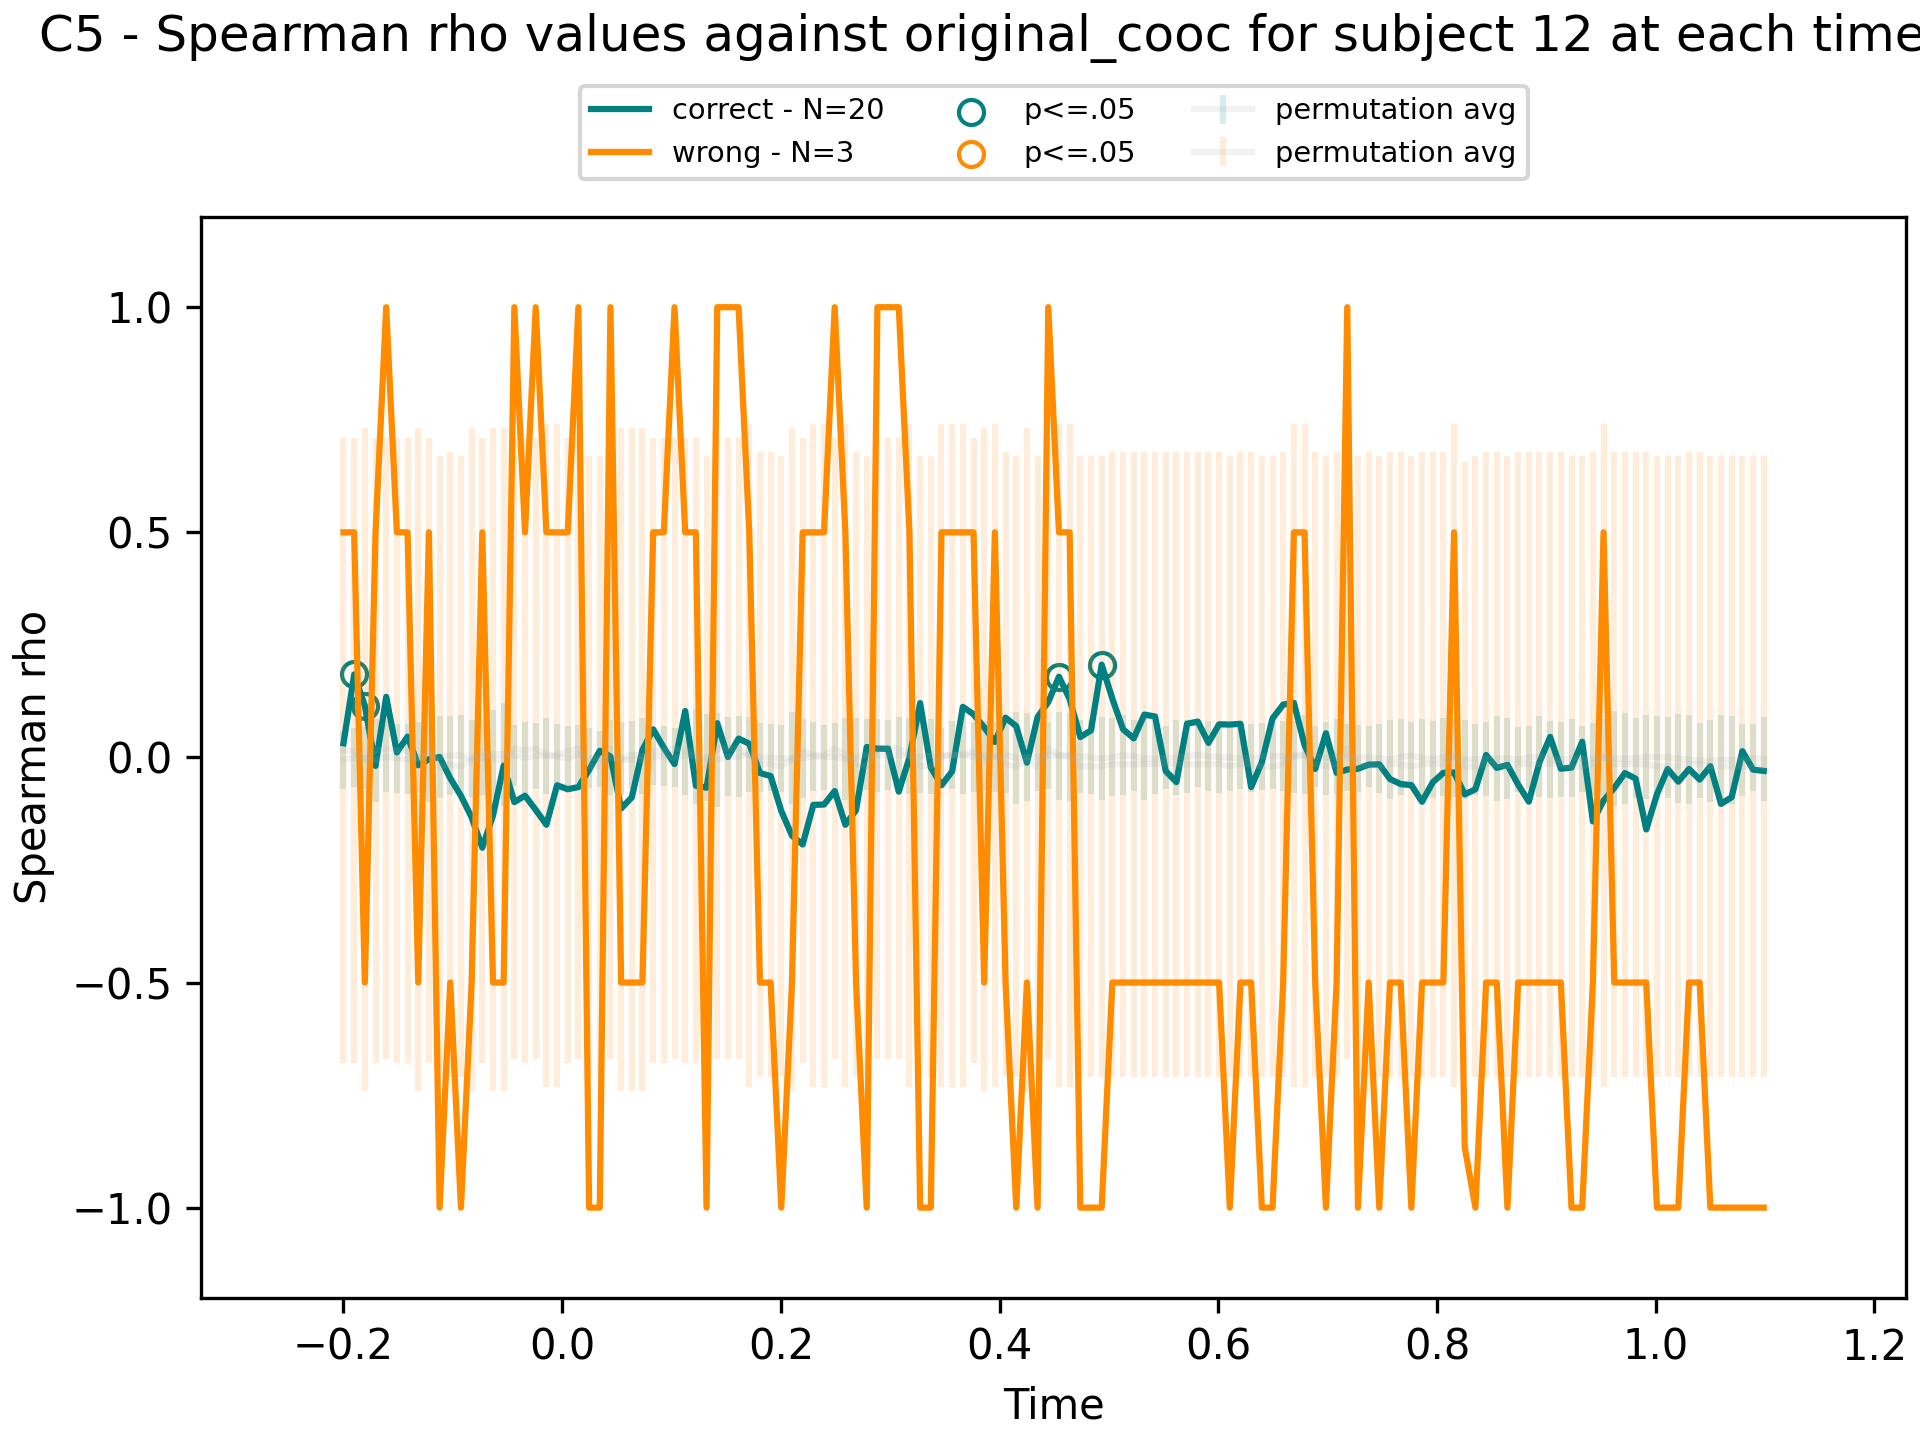 C5 - Spearman rho values against original_cooc for subject 12 at each time
correct - N=20 p<=.05 permutation avg
wrong - N=3 p<=.05 permutation avg
1.0
0.5
0.0
−0.5
−1.0
Spearman rho
−0.2 0.0 0.2 0.4 0.6 0.8 1.0 1.2
Time